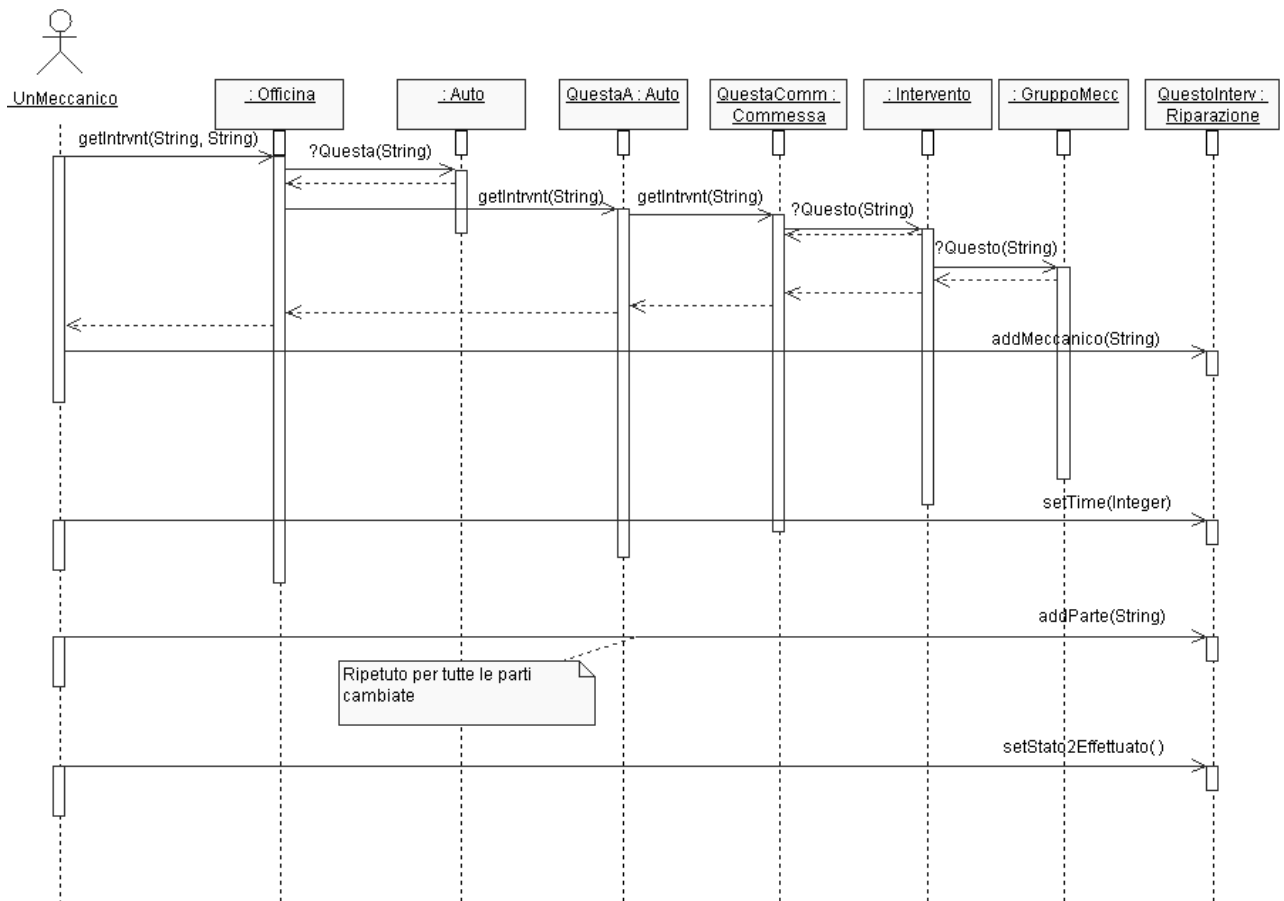 UnMeccanico
: Officina
: Auto
QuestaA : Auto
QuestaComm :
Commessa
: Intervento
: GruppoMecc
QuestoInterv :
Riparazione
getIntrvnt(String, String)
?Questa(String)
getIntrvnt(String)
getIntrvnt(String)
?Questo(String)
?Questo(String)
addMeccanico(String)
setTime(Integer)
addParte(String)
Ripetuto per tutte le parti
cambiate
setStato2Effettuato( )